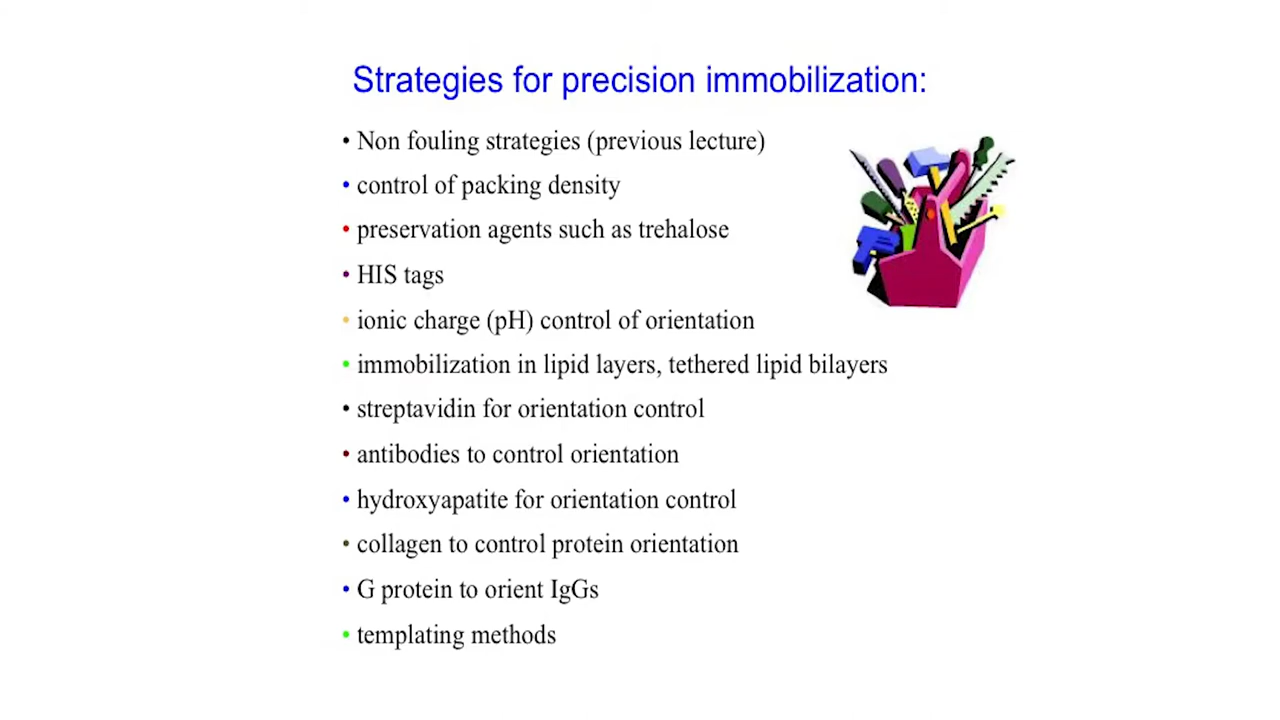 Strategies for precision immobilization:
• Non fouling strategies (previous lecture)
• control of packing density
• preservation agents such as trehalose
• HIS tags
• ionic charge (pH) control of orientation
• immobilization in lipid layers, tethered lipid bilayers
• streptavidin for orientation control
• antibodies to control orientation
• hydroxyapatite for orientation control
• collagen to control protein orientation
• G protein to orient IgGs
• templating methods